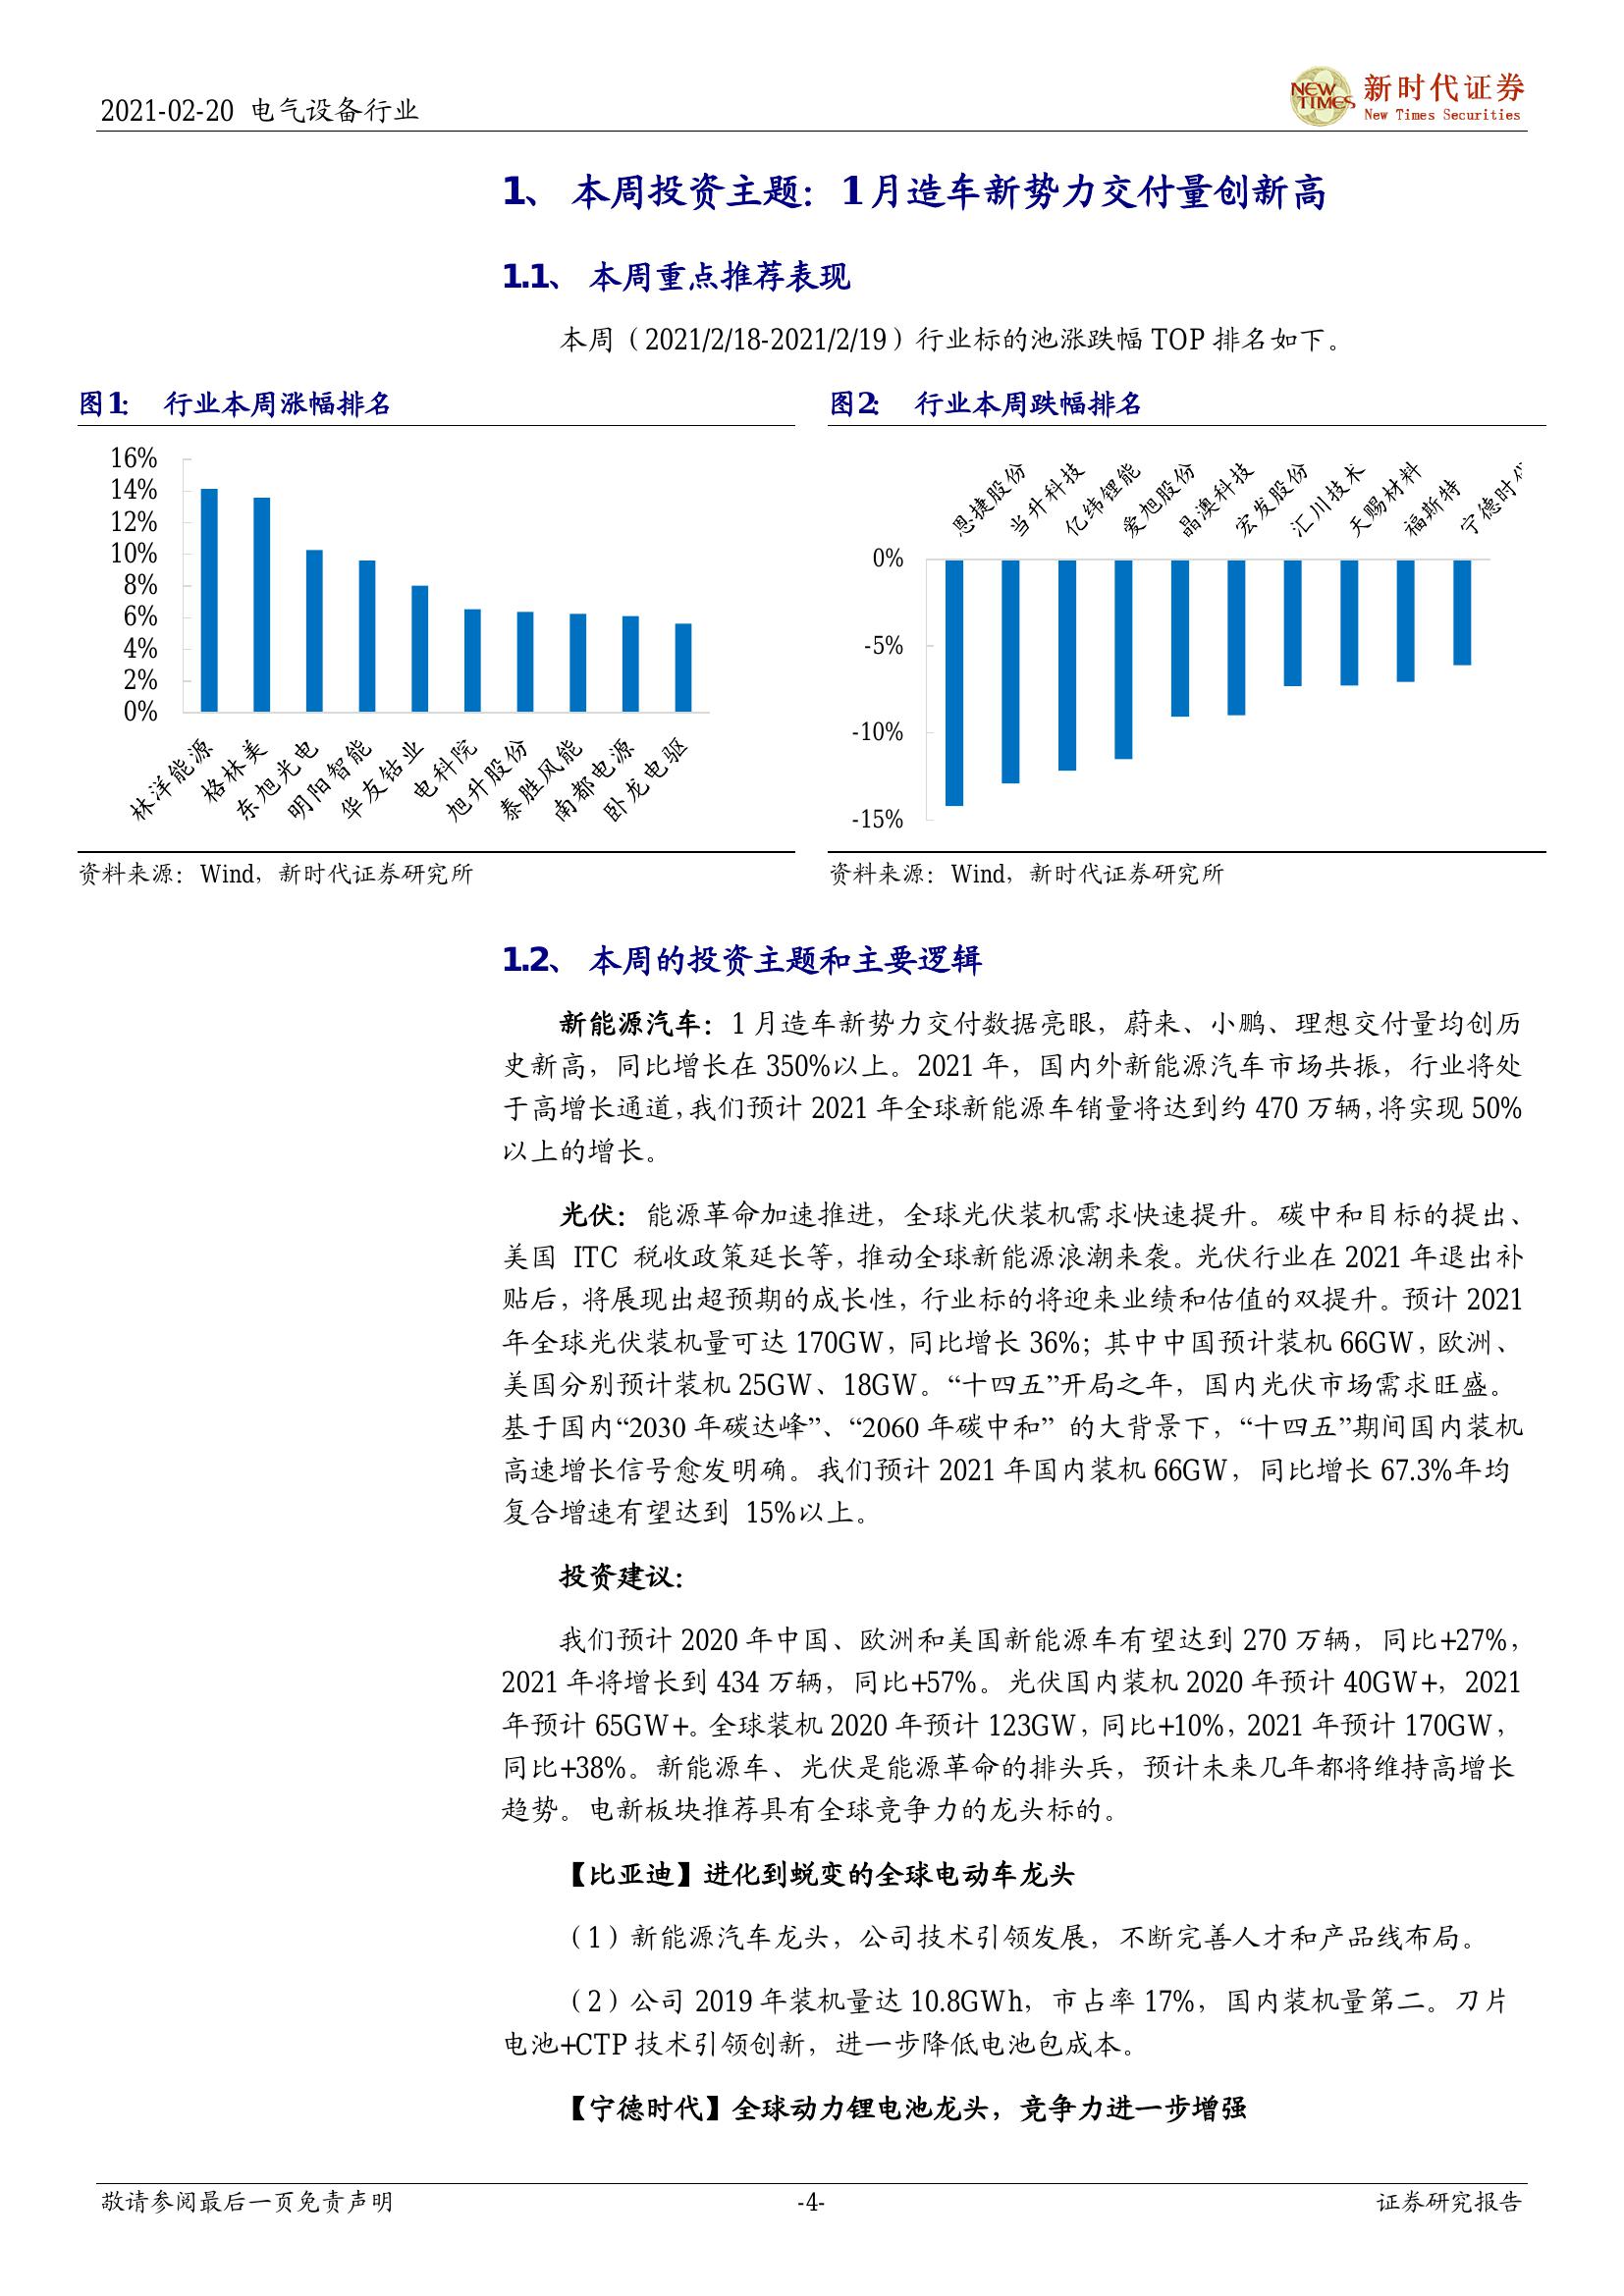 2021-02-20 电气设备行业
NEW TIMES 新时代证券
New Times Securities
1、 本周投资主题：1月造车新势力交付量创新高
1.1、 本周重点推荐表现
本周（2021/2/18-2021/2/19）行业标的池涨跌幅 TOP 排名如下。
图1： 行业本周涨幅排名
16%
14%
12%
10%
8%
6%
4%
2%
0%
林洋能源
格林美
东旭光电
明阳智能
华友钴业
电科院
旭升股份
泰胜风能
南都电源
卧龙电驱
资料来源：Wind，新时代证券研究所
图2： 行业本周跌幅排名
恩捷股份
当升科技
亿纬锂能
爱旭股份
晶澳科技
宏发股份
汇川技术
天赐材料
福斯特
宁德时代
0%
-5%
-10%
-15%
资料来源：Wind，新时代证券研究所
1.2、 本周的投资主题和主要逻辑
新能源汽车：1 月造车新势力交付数据亮眼，蔚来、小鹏、理想交付量均创历
史新高，同比增长在 350%以上。2021 年，国内外新能源汽车市场共振，行业将处
于高增长通道，我们预计 2021 年全球新能源车销量将达到约 470 万辆，将实现 50%
以上的增长。
光伏：能源革命加速推进，全球光伏装机需求快速提升。碳中和目标的提出、
美国 ITC 税收政策延长等，推动全球新能源浪潮来袭。光伏行业在 2021 年退出补
贴后，将展现出超预期的成长性，行业标的将迎来业绩和估值的双提升。预计 2021
年全球光伏装机量可达 170GW，同比增长 36%；其中中国预计装机 66GW，欧洲、
美国分别预计装机 25GW、18GW。“十四五”开局之年，国内光伏市场需求旺盛。
基于国内“2030 年碳达峰”、“2060 年碳中和” 的大背景下，“十四五”期间国内装机
高速增长信号愈发明确。我们预计 2021 年国内装机 66GW，同比增长 67.3%年均
复合增速有望达到 15%以上。
投资建议：
我们预计 2020 年中国、欧洲和美国新能源车有望达到 270 万辆，同比+27%，
2021 年将增长到 434 万辆，同比+57%。光伏国内装机 2020 年预计 40GW+，2021
年预计 65GW+。全球装机 2020 年预计 123GW，同比+10%，2021 年预计 170GW，
同比+38%。新能源车、光伏是能源革命的排头兵，预计未来几年都将维持高增长
趋势。电新板块推荐具有全球竞争力的龙头标的。
【比亚迪】进化到蜕变的全球电动车龙头
（1）新能源汽车龙头，公司技术引领发展，不断完善人才和产品线布局。
（2）公司 2019 年装机量达 10.8GWh，市占率 17%，国内装机量第二。刀片
电池+CTP 技术引领创新，进一步降低电池包成本。
【宁德时代】全球动力锂电池龙头，竞争力进一步增强
敬请参阅最后一页免责声明
-4-
证券研究报告